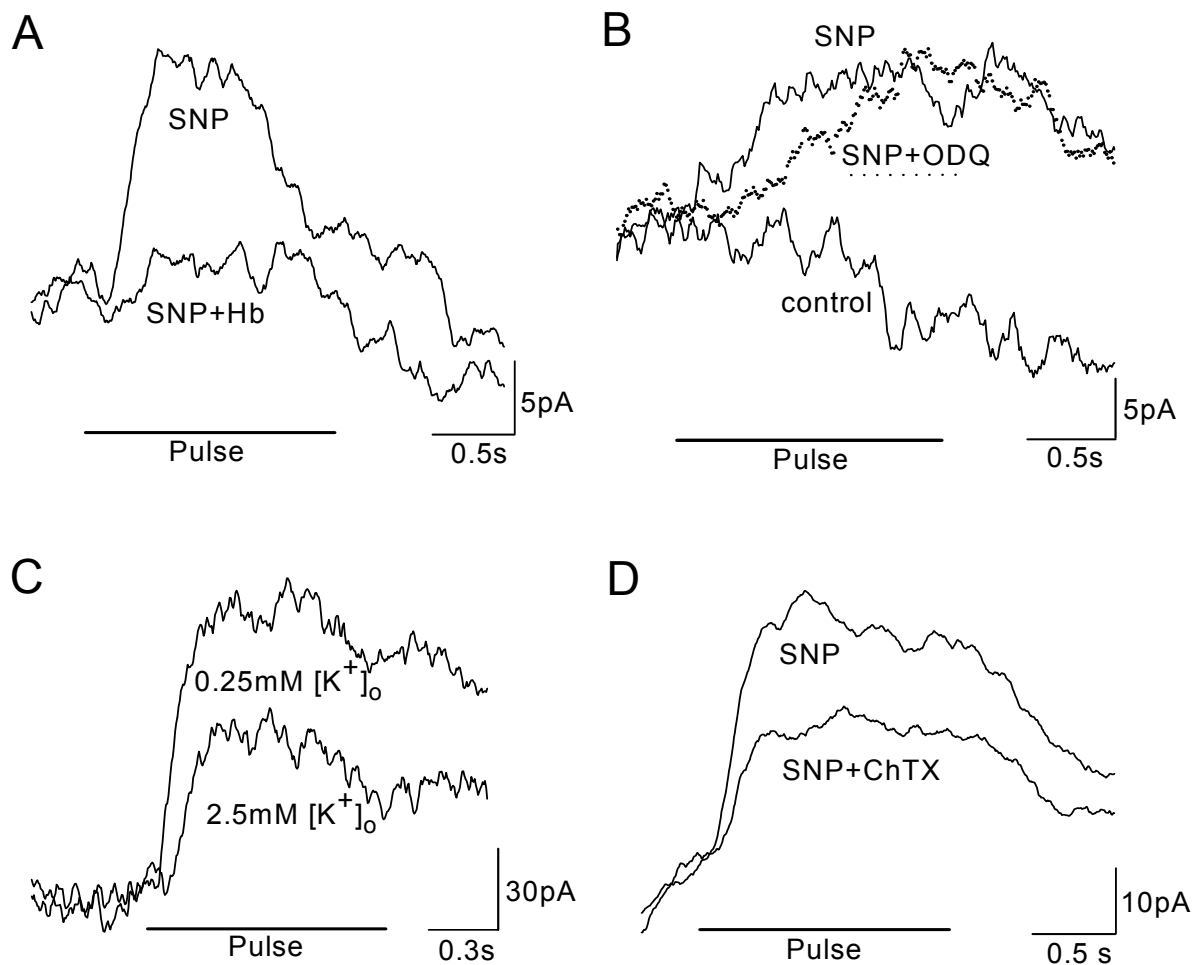 A
SNP
SNP+Hb
5pA
Pulse
0.5s
B
SNP
SNP+ODQ
control
5pA
Pulse
0.5s
C
0.25mM [K⁺]ₒ
2.5mM [K⁺]ₒ
30pA
Pulse
0.3s
D
SNP
SNP+ChTX
10pA
Pulse
0.5 s